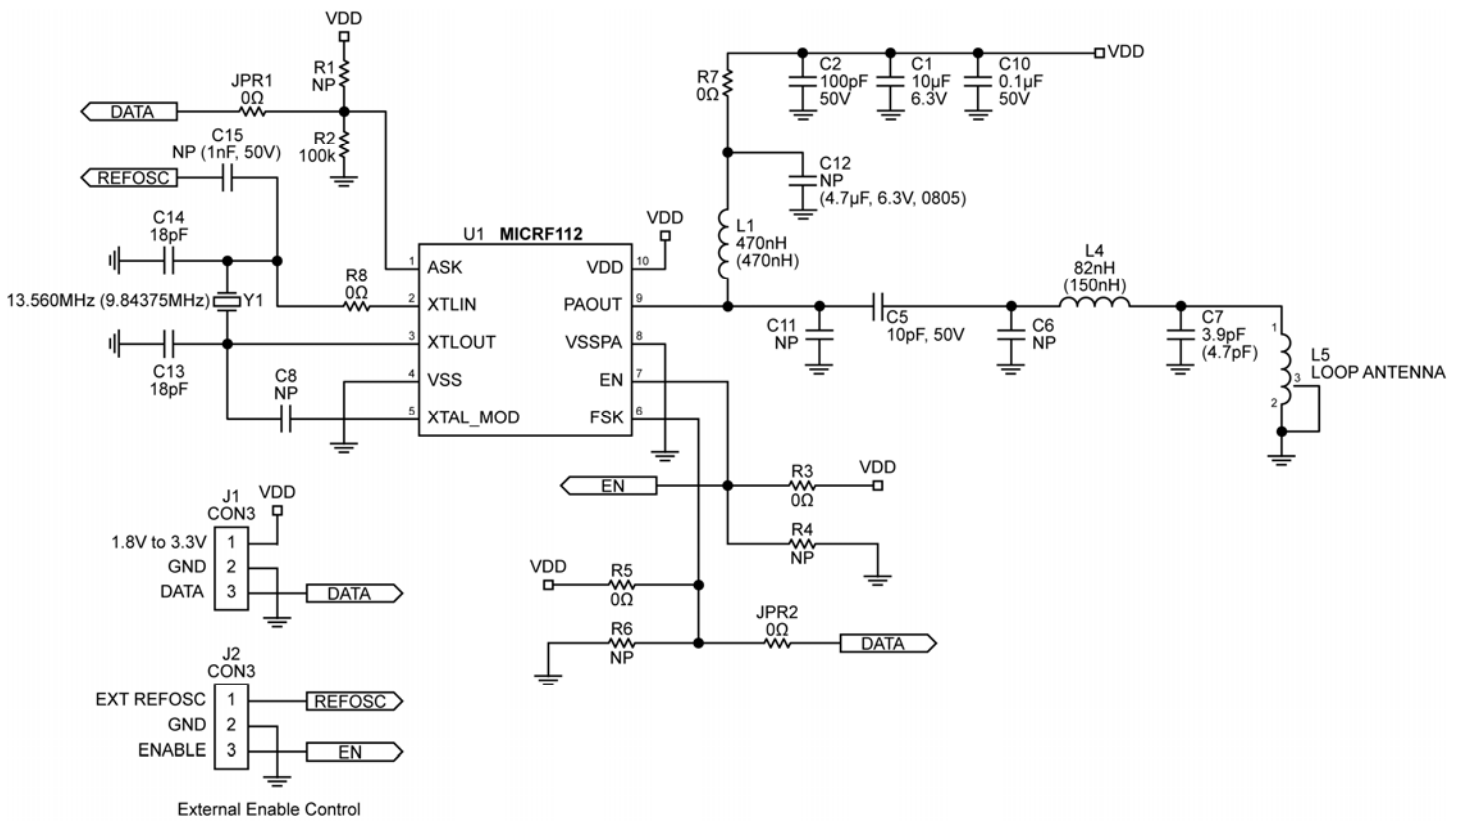 VDD
R1
NP
JPR1
0Ω
DATA
R2
100k
C15
NP (1nF, 50V)
REFOSC
C14
18pF
13.560MHz (9.84375MHz)
Y1
R8
0Ω
C13
18pF
C8
NP
U1 MICRF112
1
ASK
2
XTLIN
3
XTLOUT
4
VSS
5
XTAL_MOD
VDD
10
PAOUT
9
VSSPA
8
EN
7
FSK
6
VDD
R7
0Ω
C2
100pF
50V
C1
10µF
6.3V
C10
0.1µF
50V
VDD
C12
NP
(4.7µF, 6.3V, 0805)
L1
470nH
(470nH)
C11
NP
C5
10pF, 50V
C6
NP
L4
82nH
(150nH)
C7
3.9pF
(4.7pF)
1
3
2
L5
LOOP ANTENNA
EN
R3
0Ω
VDD
R4
NP
VDD
R5
0Ω
R6
NP
JPR2
0Ω
DATA
J1
CON3
VDD
1.8V to 3.3V
1
GND
2
DATA
3
DATA
J2
CON3
EXT REFOSC
1
REFOSC
GND
2
ENABLE
3
EN
External Enable Control